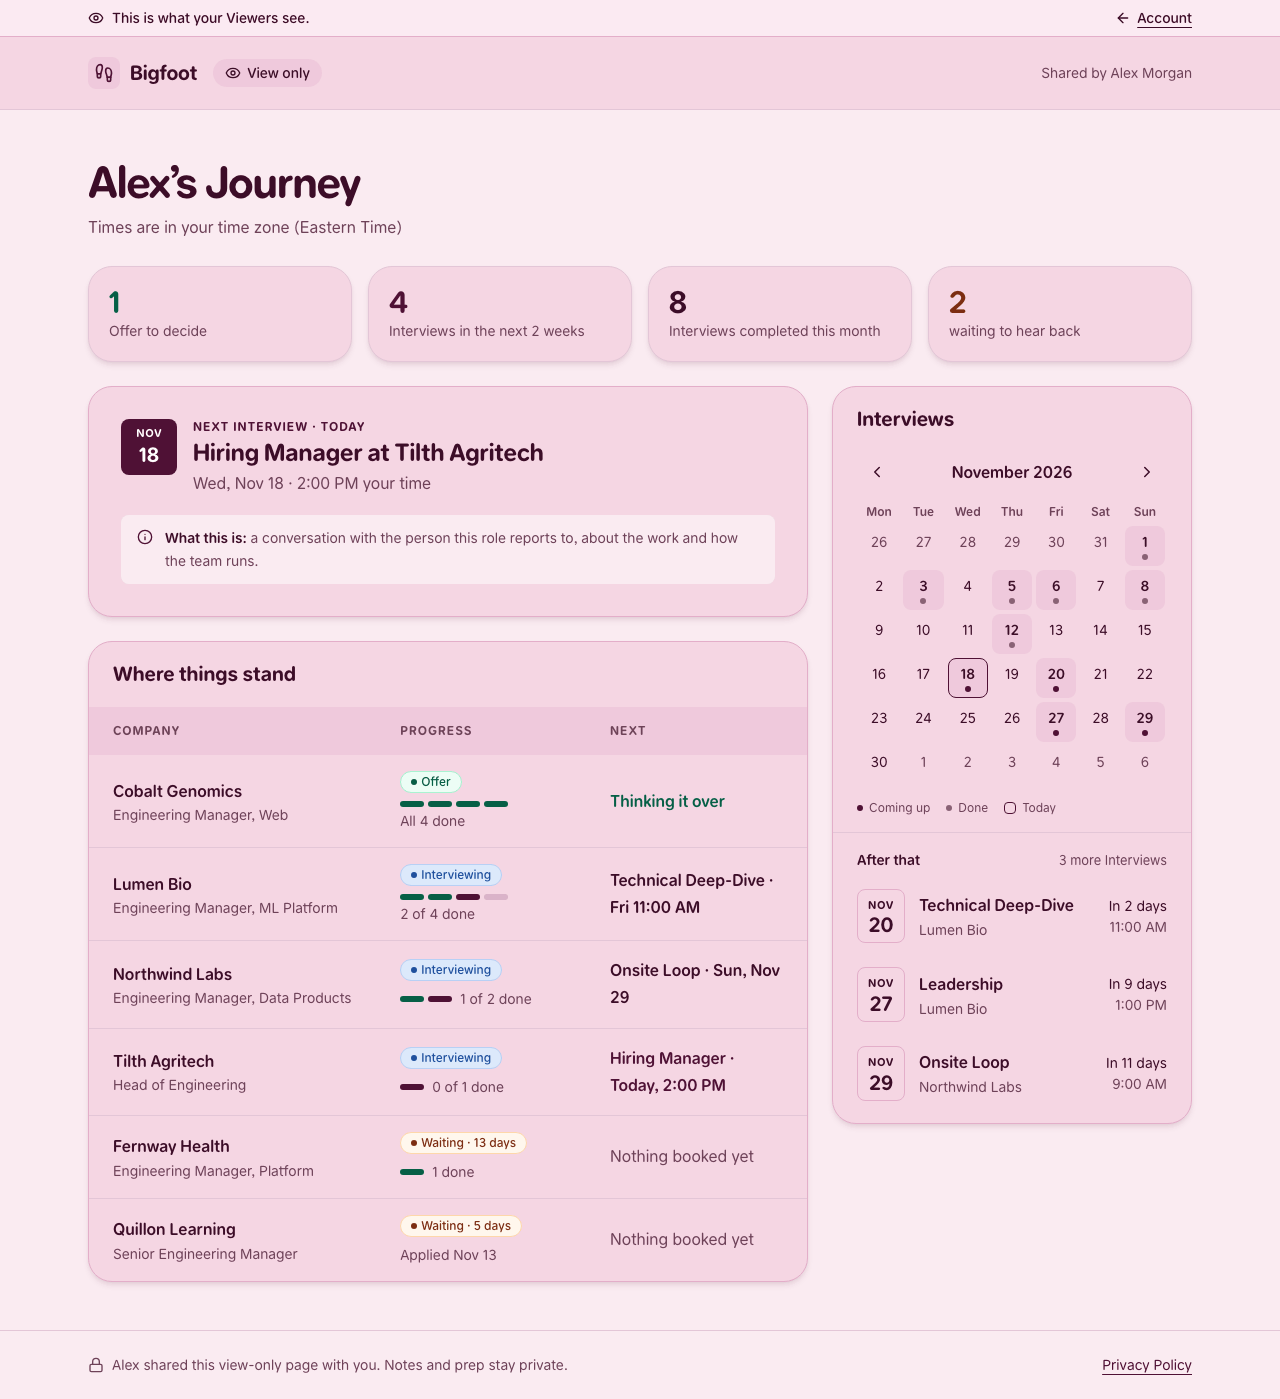 This is what your Viewers see.
Account
Bigfoot
View only
Shared by Alex Morgan
Alex’s Journey
Times are in your time zone (Eastern Time)
1
Offer to decide
4
Interviews in the next 2 weeks
8
Interviews completed this month
2
waiting to hear back
NOV
18
NEXT INTERVIEW · TODAY
Hiring Manager at Tilth Agritech
Wed, Nov 18 · 2:00 PM your time
What this is: a conversation with the person this role reports to, about the work and how
the team runs.
Where things stand
COMPANY PROGRESS NEXT
Cobalt Genomics
Engineering Manager, Web
Offer
All 4 done
Thinking it over
Lumen Bio
Engineering Manager, ML Platform
Interviewing
2 of 4 done
Technical Deep-Dive ·
Fri 11:00 AM
Northwind Labs
Engineering Manager, Data Products
Interviewing
1 of 2 done
Onsite Loop · Sun, Nov
29
Tilth Agritech
Head of Engineering
Interviewing
0 of 1 done
Hiring Manager ·
Today, 2:00 PM
Fernway Health
Engineering Manager, Platform
Waiting · 13 days
1 done
Nothing booked yet
Quillon Learning
Senior Engineering Manager
Waiting · 5 days
Applied Nov 13
Nothing booked yet
Interviews
November 2026
Mon Tue Wed Thu Fri Sat Sun
26 27 28 29 30 31 1
2 3 4 5 6 7 8
9 10 11 12 13 14 15
16 17 18 19 20 21 22
23 24 25 26 27 28 29
30 1 2 3 4 5 6
Coming up Done Today
After that
3 more Interviews
NOV
20
Technical Deep-Dive
Lumen Bio
In 2 days
11:00 AM
NOV
27
Leadership
Lumen Bio
In 9 days
1:00 PM
NOV
29
Onsite Loop
Northwind Labs
In 11 days
9:00 AM
Alex shared this view-only page with you. Notes and prep stay private.
Privacy Policy